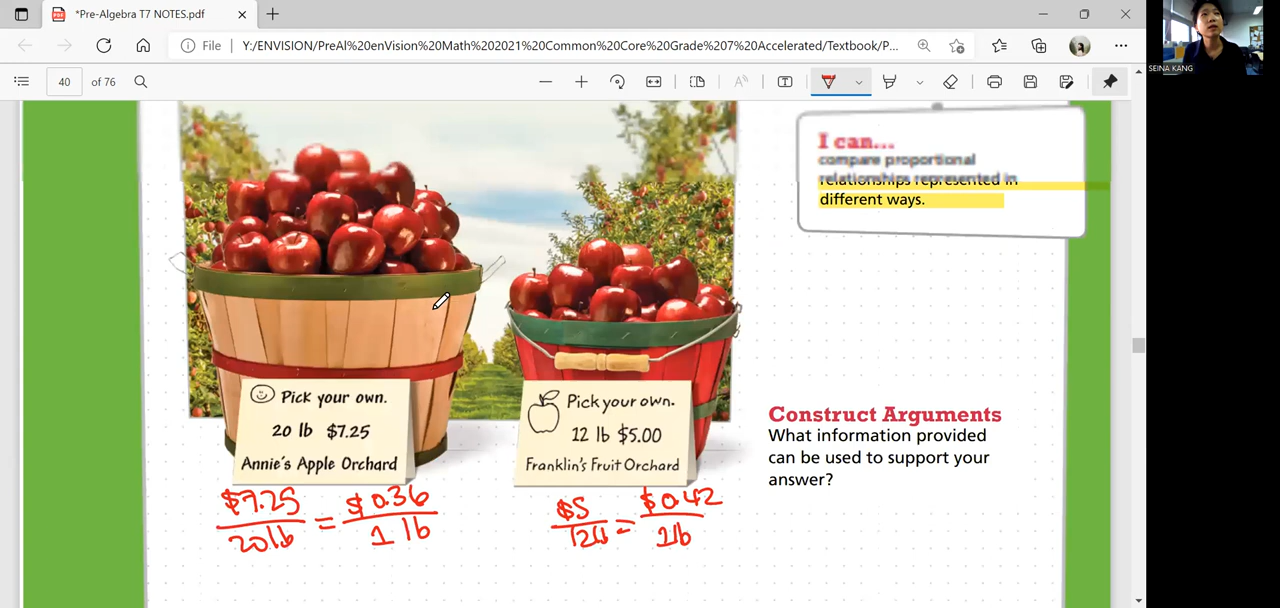 *Pre-Algebra T7 NOTES.pdf
File
Y:/ENVISION/PreAl%20enVision%20Math%202021%20Common%20Core%20Grade%207%20Accelerated/Textbook/P...
40 of 76
SEINA KANG
I can...
compare proportional
relationships represented in
different ways.
Pick your own.
20 lb $7.25
Annie's Apple Orchard
Pick your own.
12 lb $5.00
Franklin's Fruit Orchard
Construct Arguments
What information provided
can be used to support your
answer?
$7.25 = $0.36
20lb 1 lb
$5 = $0.42
12lb 1lb